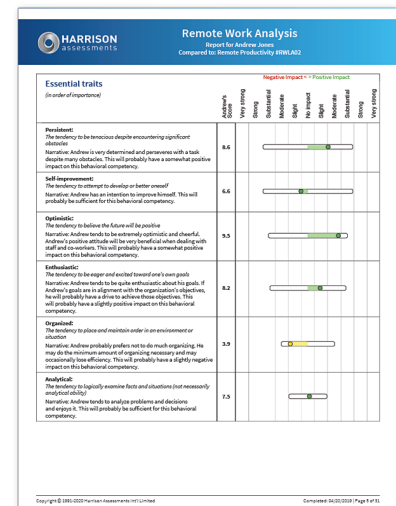 HARRISON
assessments
Remote Work Analysis
Report for Andrew Jones
Compared to: Remote Productivity #RWLA02
Essential traits
(in order of importance)
Negative Impact < > Positive Impact
Andrew's Score
Very strong
Strong
Substantial
Moderate
Slight
No impact
Slight
Moderate
Substantial
Strong
Very strong
Persistent:
The tendency to be tenacious despite encountering significant
obstacles
Narrative: Andrew is very determined and perseveres with a task
despite many obstacles. This will probably have a somewhat positive
impact on this behavioral competency.
8.6
Self-improvement:
The tendency to attempt to develop or better oneself
Narrative: Andrew has an intention to improve himself. This will
probably be sufficient for this behavioral competency.
6.6
Optimistic:
The tendency to believe the future will be positive
Narrative: Andrew tends to be extremely optimistic and cheerful.
Andrew's positive attitude will be very beneficial when dealing with
staff and co-workers. This will probably have a somewhat positive
impact on this behavioral competency.
9.5
Enthusiastic:
The tendency to be eager and excited toward one's own goals
Narrative: Andrew tends to be quite enthusiastic about his goals. If
Andrew's goals are in alignment with the organization's objectives,
he will probably have a drive to achieve those objectives. This
will probably have a slightly positive impact on this behavioral
competency.
8.2
Organized:
The tendency to place and maintain order in an environment or
situation
Narrative: Andrew probably prefers not to do much organizing. He
may do the minimum amount of organizing necessary and may
occasionally lose efficiency. This will probably have a slightly negative
impact on this behavioral competency.
3.9
Analytical:
The tendency to logically examine facts and situations (not necessarily
analytical ability)
Narrative: Andrew tends to analyze problems and decisions
and enjoys it. This will probably be sufficient for this behavioral
competency.
7.5
Copyright © 1991-2020 Harrison Assessments Int'l Limited
Completed: 04/20/2019 | Page 5 of 31